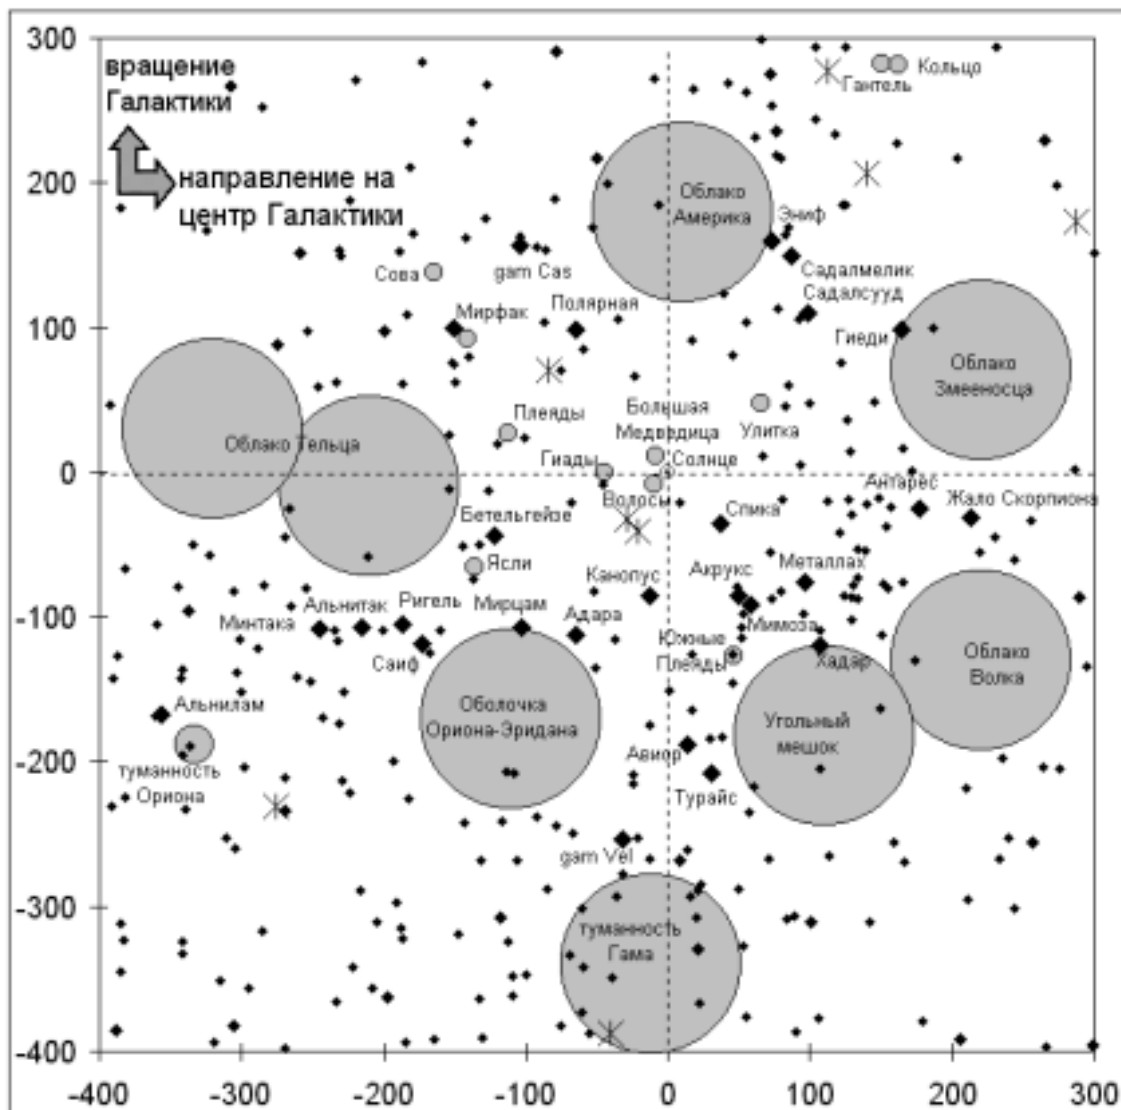 300
вращение
Галактики
Гантель
Кольцо
200
направление на
центр Галактики
Облако
Америка
Эниф
Сова
gam Cas
Садалмелик
Садалсууд
Полярная
100
Мирфак
Гиеди
Облако
Змееносца
Плеяды
Большая
Медведица
Улитка
Облако Тельца
Гиады
Солнце
0
Волосы
Антарес
Жало Скорпиона
Бетельгейзе
Спика
Ясли
Канопус
Акрукс
Металлах
-100
Минтака
Альнитак
Ригель
Мирцам
Адара
Мимоза
Саиф
Южные
Плеяды
Хадар
Облако
Волка
Альнилам
Оболочка
Ориона-Эридана
Угольный
мешок
-200
туманность
Ориона
Авиор
Турайс
gam Vel
-300
туманность
Гама
-400
-400
-300
-200
-100
0
100
200
300